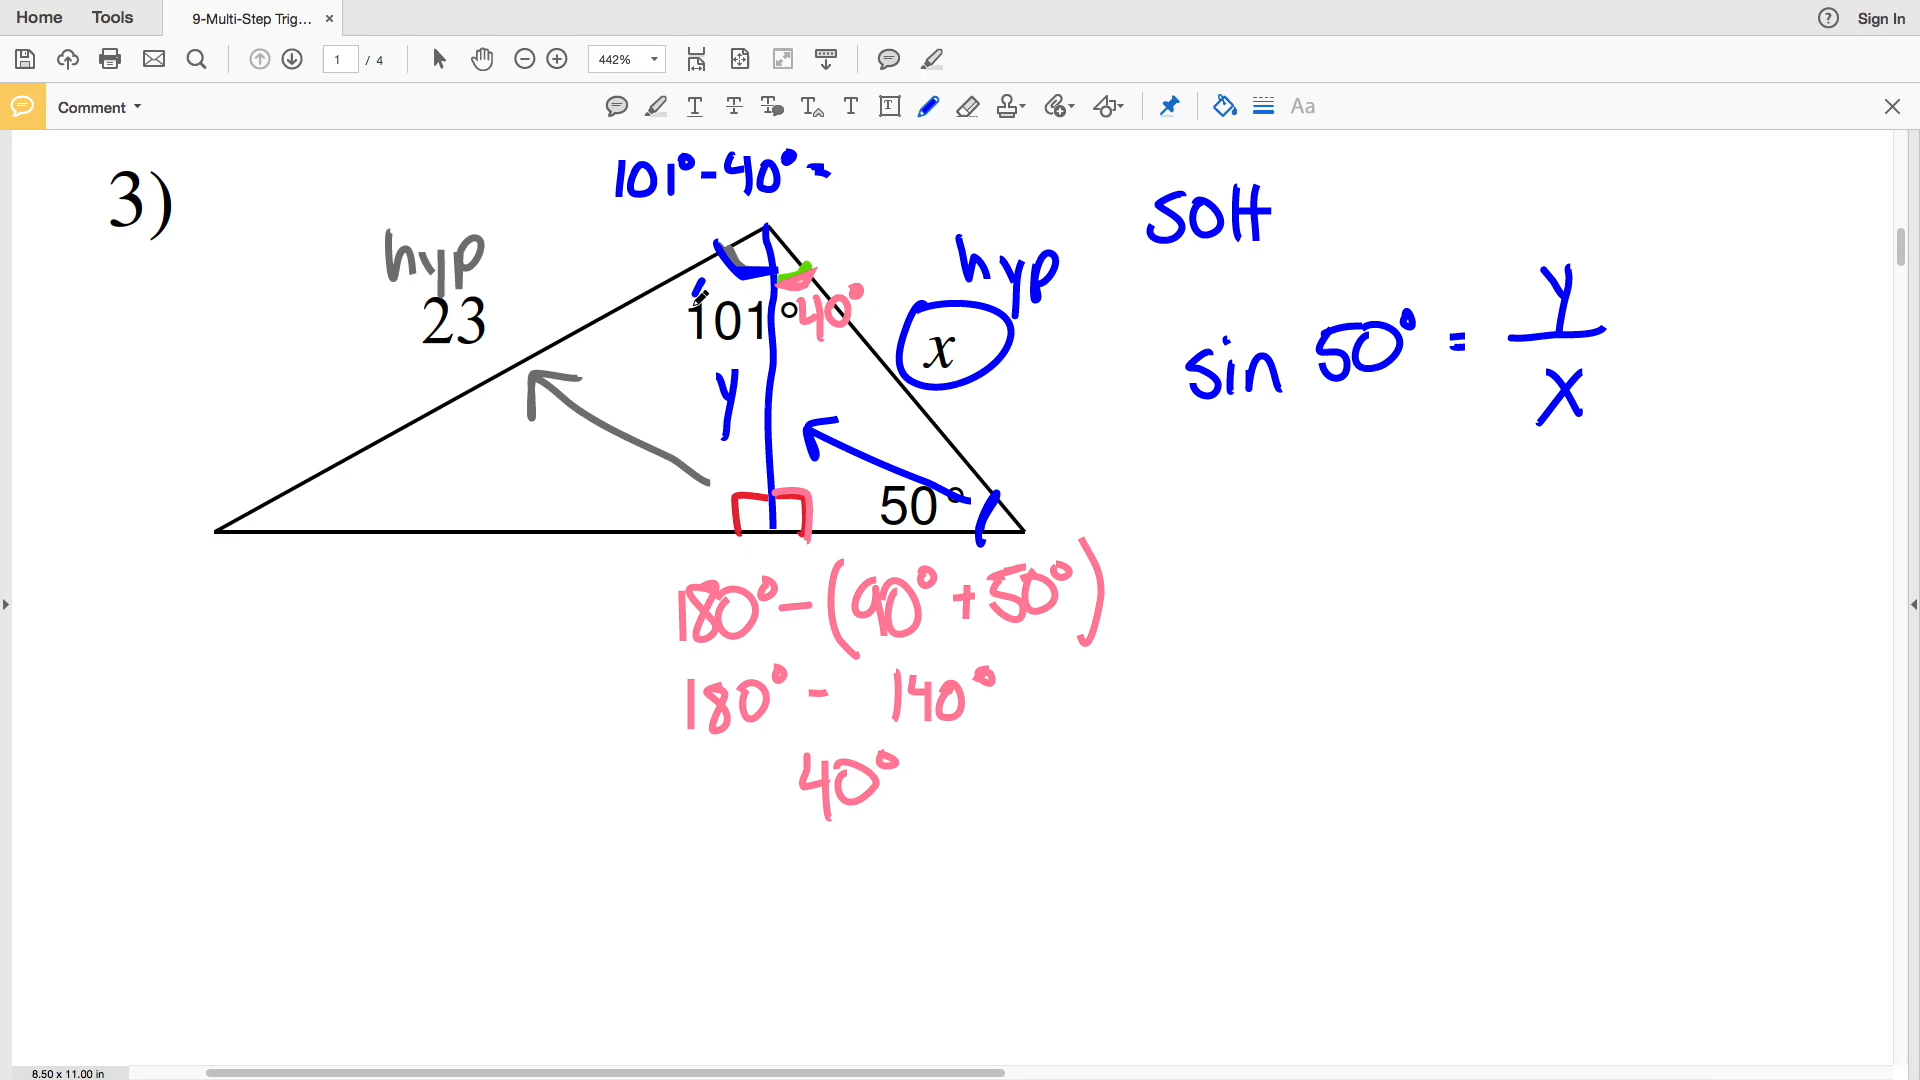 Home Tools 9-Multi-Step Trig... × ? Sign In
1 / 4 442%
Comment Aa
3)
101° - 40° =
SOH
hyp
hyp
23
101°
40°
x
sin 50° = y/x
y
50°
180° - (90° + 50°)
180° - 140°
40°
8.50 x 11.00 in